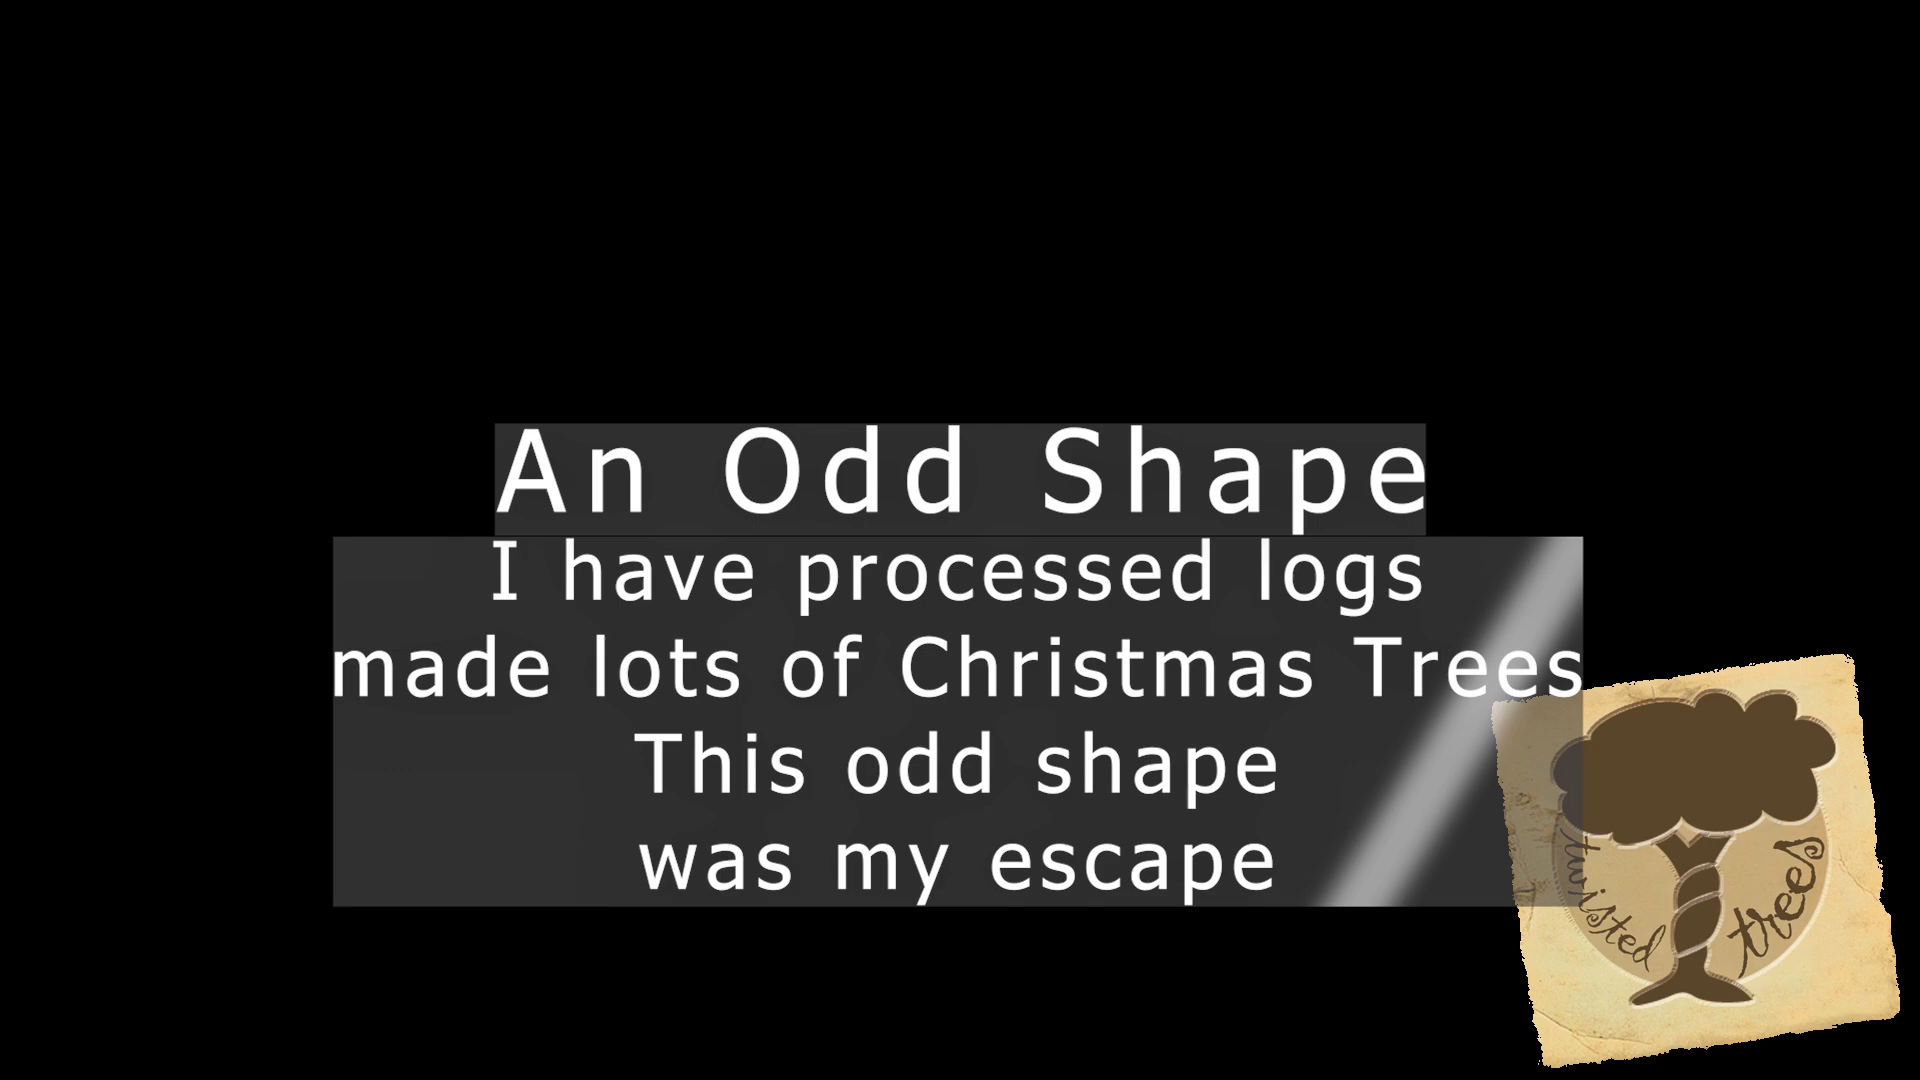 An Odd Shape
I have processed logs
made lots of Christmas Trees
This odd shape
was my escape
twisted trees